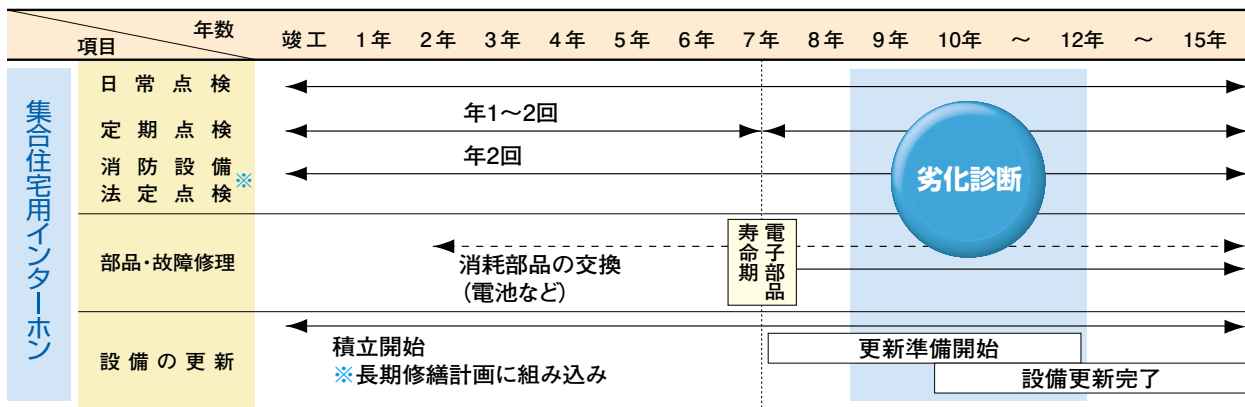 年数
項目
竣工 1年 2年 3年 4年 5年 6年 7年 8年 9年 10年 ～ 12年 ～ 15年
集合住宅用インターホン
日常点検
定期点検
年1～2回
消防設備
法定点検※
年2回
劣化診断
部品・故障修理
消耗部品の交換
(電池など)
電子部品
寿命期
設備の更新
積立開始
※長期修繕計画に組み込み
更新準備開始
設備更新完了